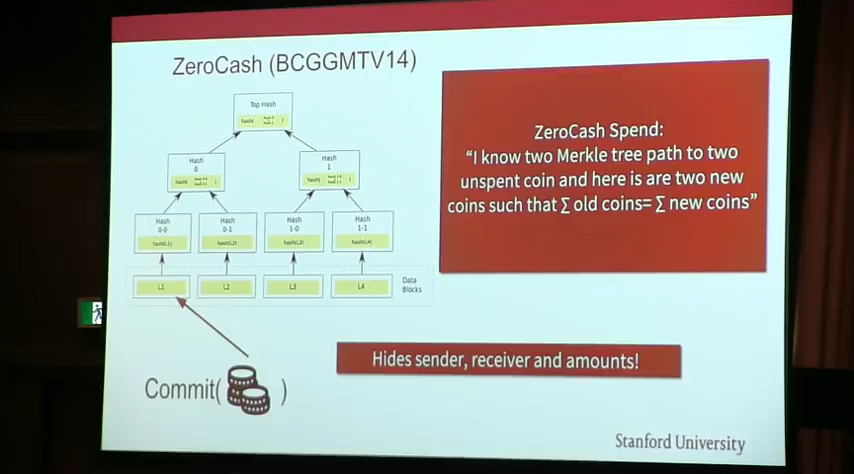 ZeroCash (BCGGMTV14)
Top Hash
hash(
)
Hash
0
hash(
)
Hash
1
hash(
)
Hash
0-0
hash(L1)
Hash
0-1
hash(L2)
Hash
1-0
hash(L3)
Hash
1-1
hash(L4)
L1
L2
L3
L4
Data
Blocks
Commit(
)
ZeroCash Spend:
“I know two Merkle tree path to two
unspent coin and here is are two new
coins such that ∑ old coins= ∑ new coins”
Hides sender, receiver and amounts!
Stanford University